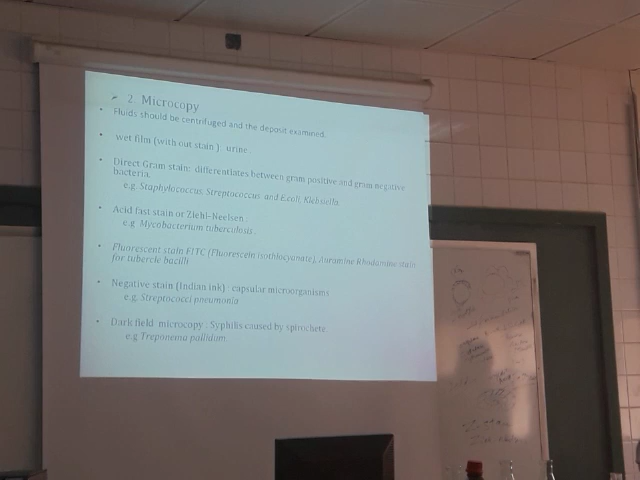 2. Microcopy
Fluids should be centrifuged and the deposit examined.
wet film (with out stain ) urine .
Direct Gram stain: differentiates between gram positive and gram negative
bacteria.
e.g. Staphylococcus, Streptococcus and E.coli, Klebsiella
Acid fast stain or Ziehl-Neelsen :
e.g Mycobacterium tuberculosis .
Fluorescent stain FITC (Fluorescein isothiocyanate), Auramine Rhodamine stain
for tubercle bacilli
Negative stain (Indian ink) : capsular microorganisms
e.g. Streptococci pneumonia
Dark field microcopy : Syphilis caused by spirochete.
e.g Treponema pallidum.